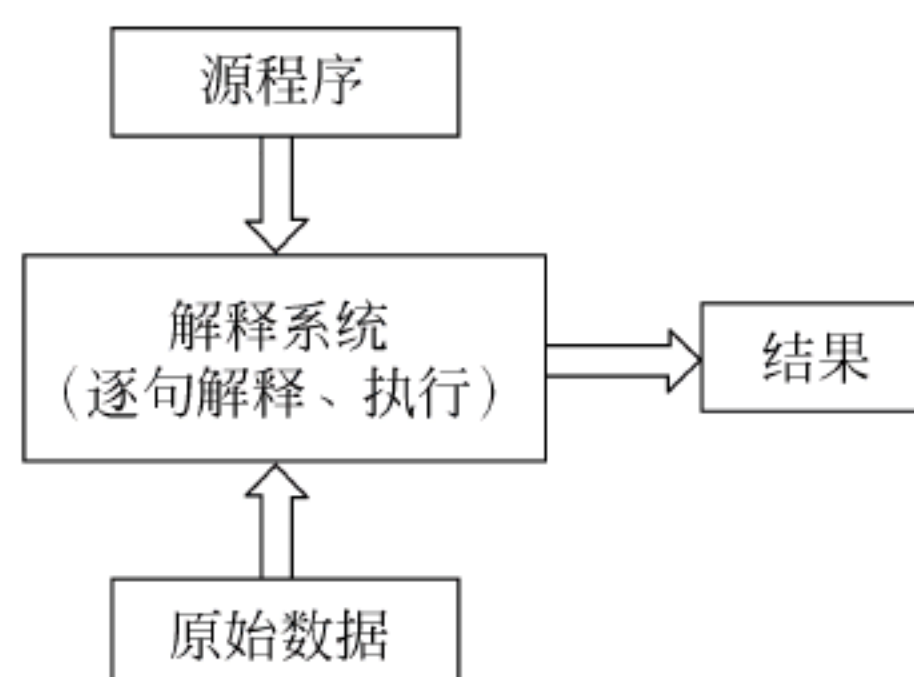 源程序
解释系统
（逐句解释、执行）
结果
原始数据